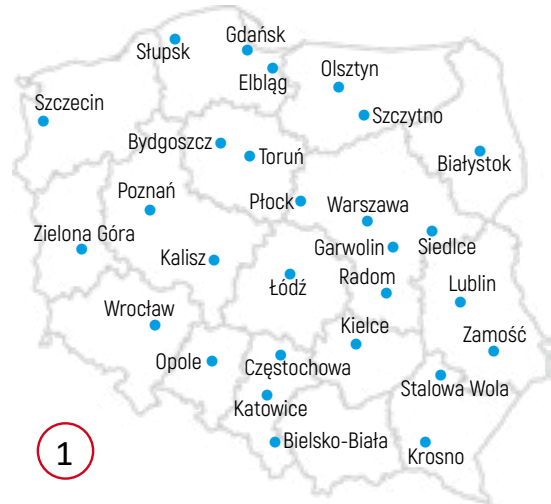 Gdańsk
Słupsk
Elbląg
Olsztyn
Szczecin
Szczytno
Bydgoszcz
Toruń
Białystok
Poznań
Płock
Warszawa
Zielona Góra
Garwolin
Siedlce
Kalisz
Łódź
Radom
Lublin
Wrocław
Kielce
Zamość
Opole
Częstochowa
Stalowa Wola
Katowice
Bielsko-Biała
Krosno
1